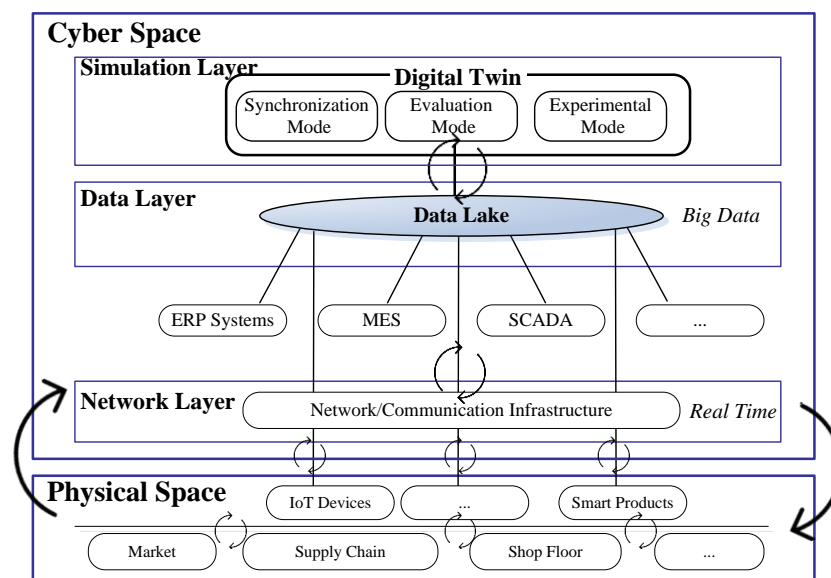 Cyber Space
Simulation Layer
Digital Twin
Synchronization
Mode
Evaluation
Mode
Experimental
Mode
Data Layer
Data Lake
Big Data
ERP Systems
MES
SCADA
...
Network Layer
Network/Communication Infrastructure
Real Time
Physical Space
IoT Devices
...
Smart Products
Market
Supply Chain
Shop Floor
...